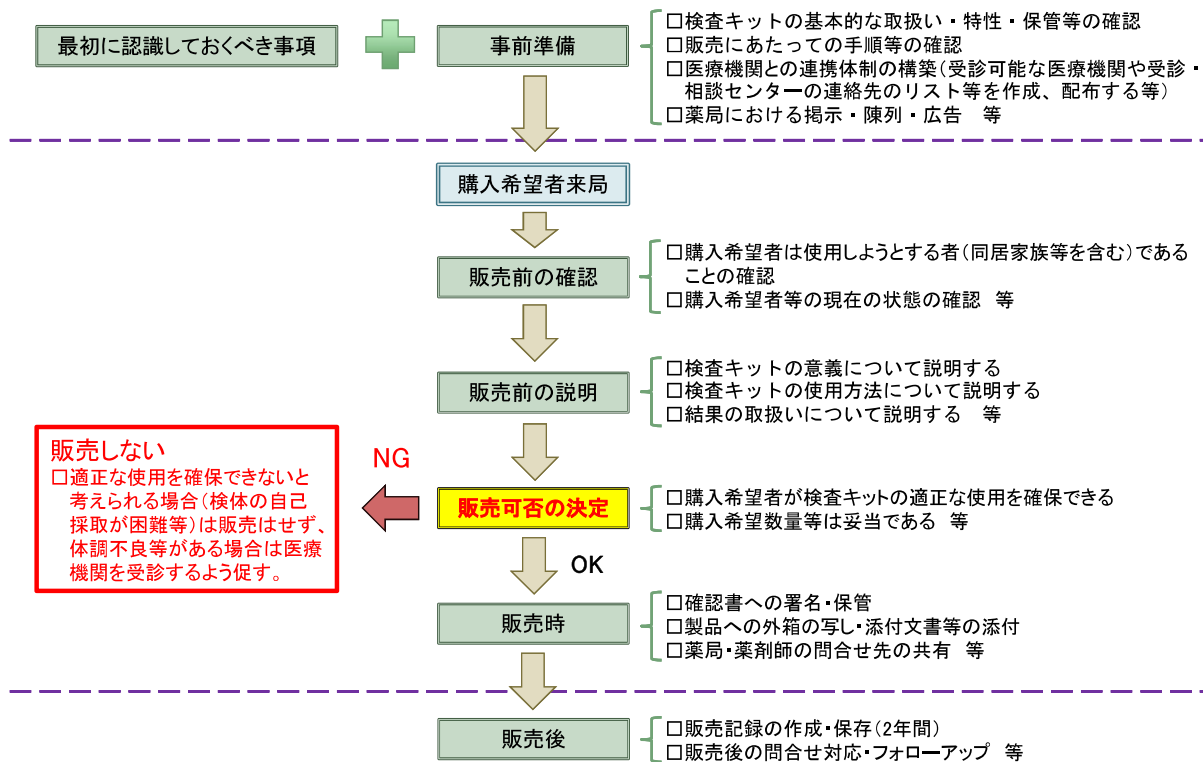 最初に認識しておくべき事項
事前準備
□検査キットの基本的な取扱い・特性・保管等の確認
□販売にあたっての手順等の確認
□医療機関との連携体制の構築(受診可能な医療機関や受診・
相談センターの連絡先のリスト等を作成、配布する等)
□薬局における掲示・陳列・広告 等
購入希望者来局
販売前の確認
□購入希望者は使用しようとする者(同居家族等を含む)である
ことの確認
□購入希望者等の現在の状態の確認 等
販売前の説明
□検査キットの意義について説明する
□検査キットの使用方法について説明する
□結果の取扱いについて説明する 等
販売しない
□適正な使用を確保できないと
考えられる場合(検体の自己
採取が困難等)は販売はせず、
体調不良等がある場合は医療
機関を受診するよう促す。
NG
販売可否の決定
□購入希望者が検査キットの適正な使用を確保できる
□購入希望数量等は妥当である 等
OK
販売時
□確認書への署名・保管
□製品への外箱の写し・添付文書等の添付
□薬局・薬剤師の問合せ先の共有 等
販売後
□販売記録の作成・保存(2年間)
□販売後の問合せ対応・フォローアップ 等